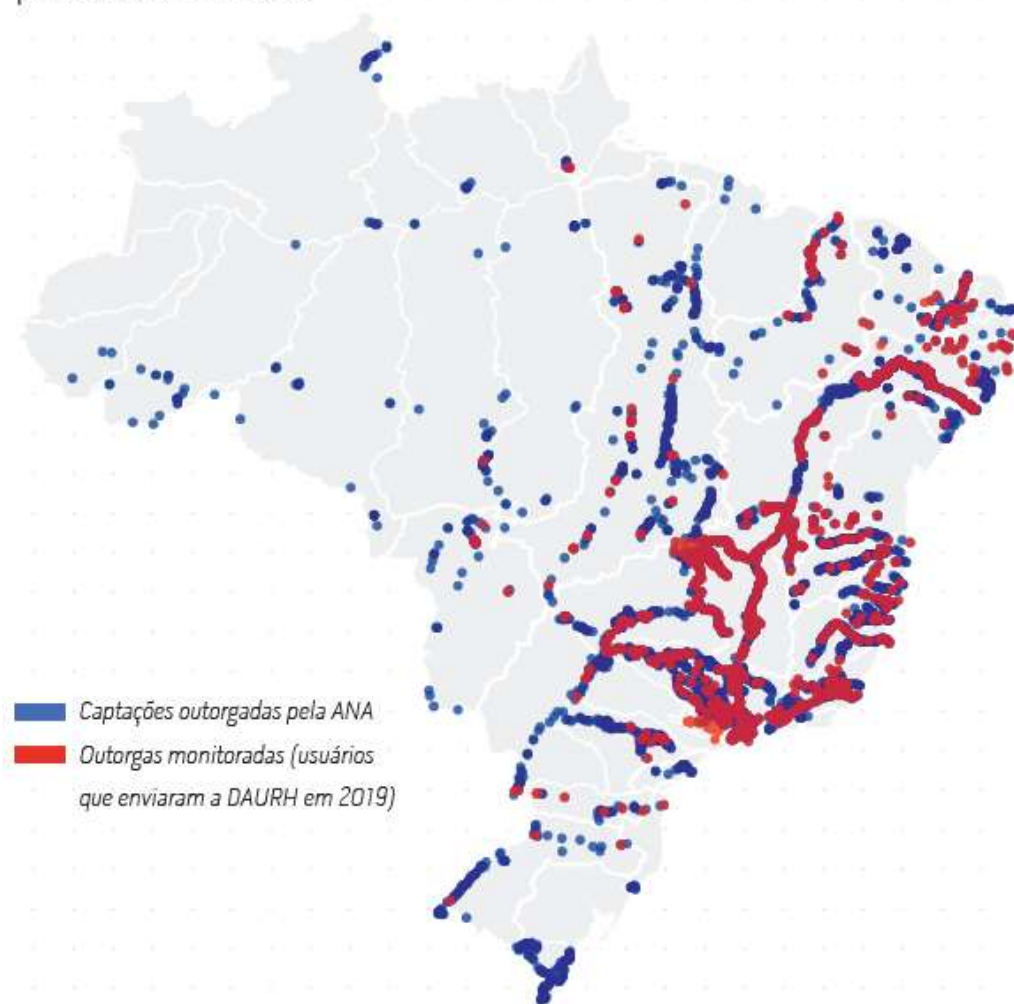 Captações outorgadas pela ANA
Outorgas monitoradas (usuários
que enviaram a DAURH em 2019)